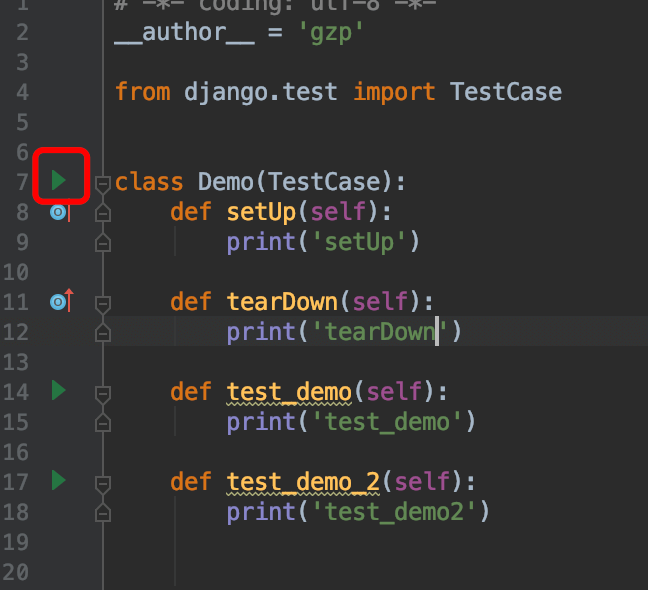 1 # -*- coding: utf-8 -*-
2 __author__ = 'gzp'
3
4 from django.test import TestCase
5
6
7 class Demo(TestCase):
8 def setUp(self):
9 print('setUp')
10
11 def tearDown(self):
12 print('tearDown')
13
14 def test_demo(self):
15 print('test_demo')
16
17 def test_demo_2(self):
18 print('test_demo2')
19
20